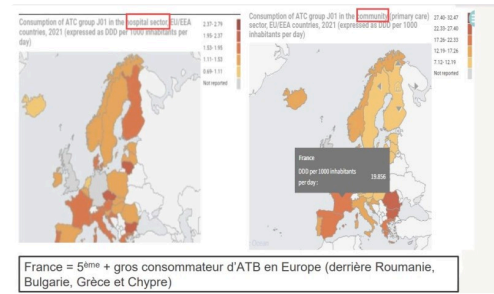 Consumption of ATC group J01 in the hospital sector, EU/EEA
countries, 2021 (expressed as DDD per 1000 inhabitants per
day)
2.37- 2.79
1.95- 2.37
1.53- 1.95
1.11- 1.53
0.69- 1.11
Not reported
Consumption of ATC group J01 in the community (primary care)
sector, EU/EEA countries, 2021 (expressed as DDD per 1000
inhabitants per day)
27.40- 32.47
22.33- 27.40
17.26- 22.33
12.19- 17.26
7.12- 12.19
Not reported
France
DDD per 1000 inhabitants
per day: 19.856
France = 5ème + gros consommateur d'ATB en Europe (derrière Roumanie,
Bulgarie, Grèce et Chypre)